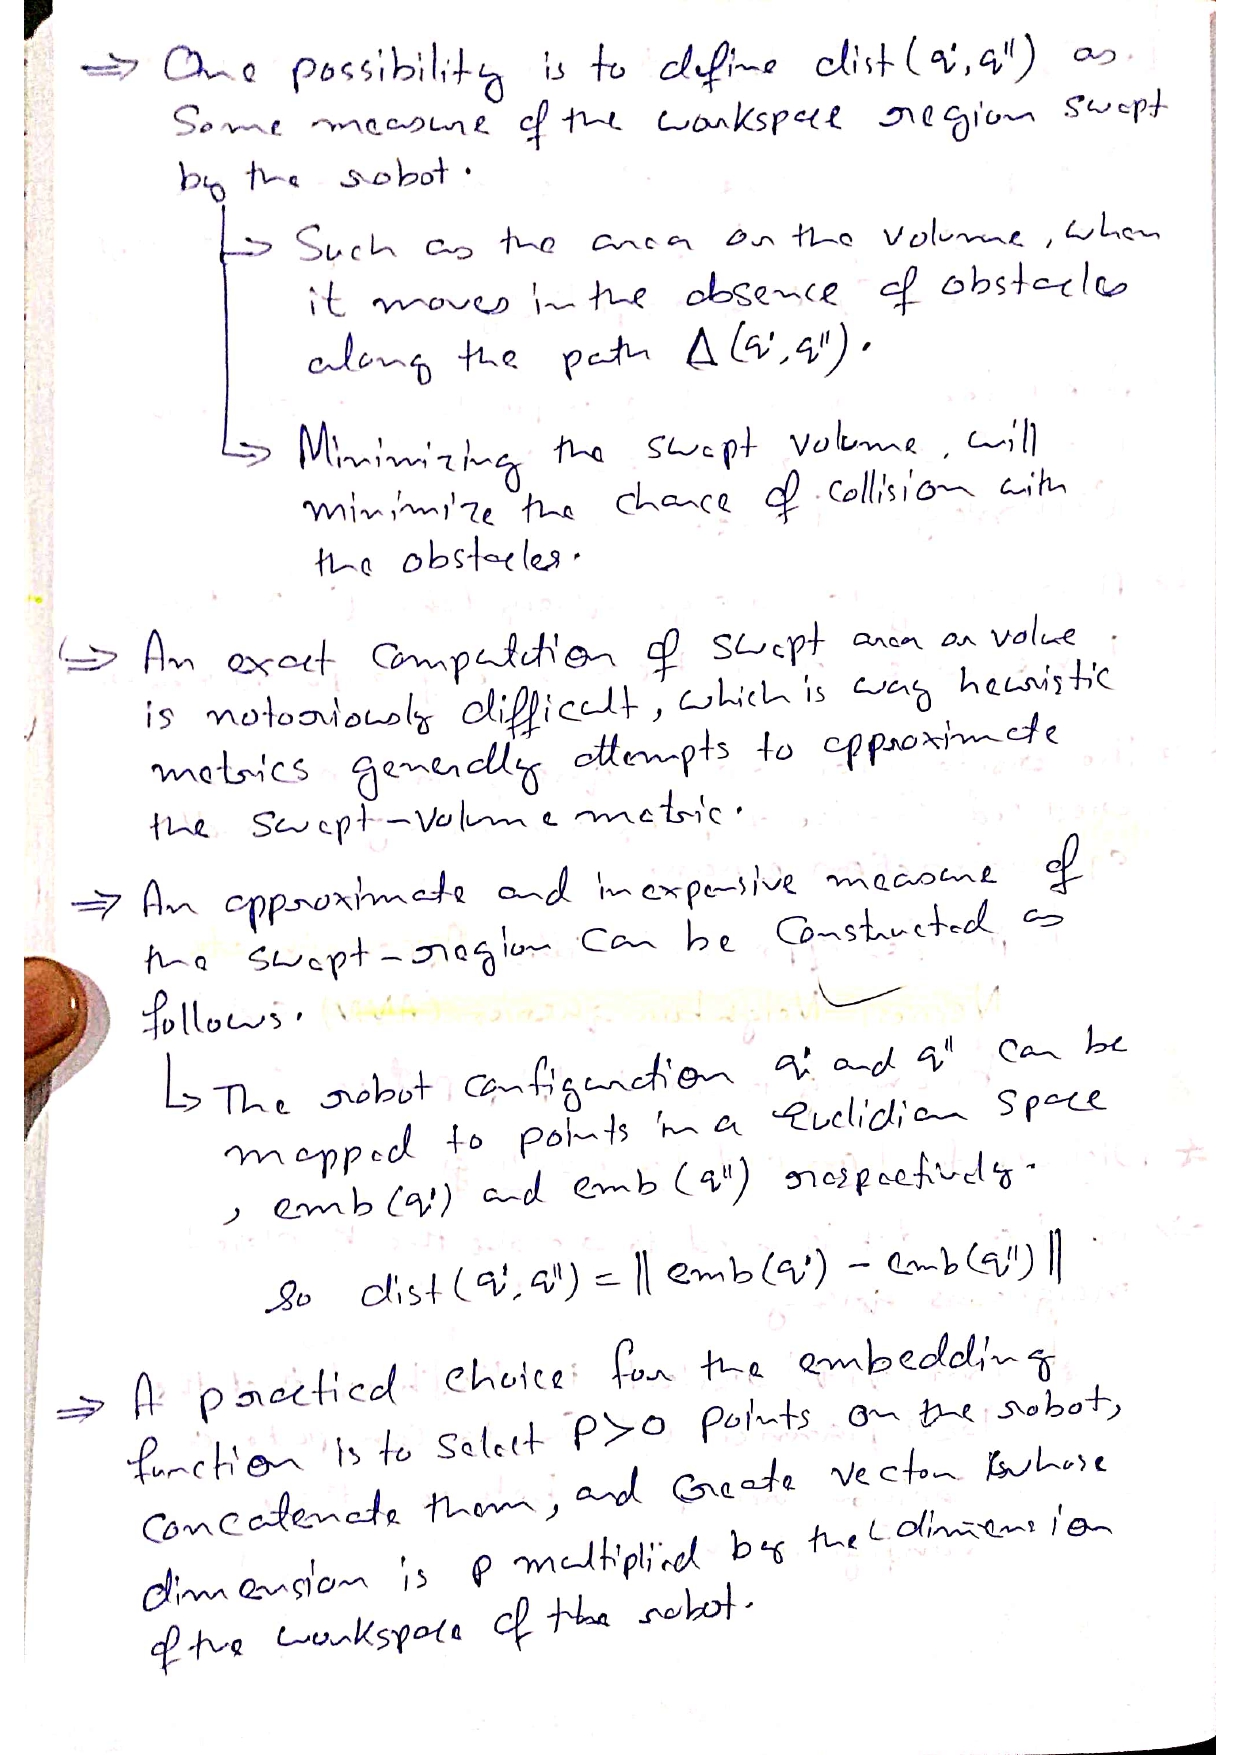 ⇒ One possibility is to define dist(q', q'') as
Some measure of the workspace region swept
by the robot.
↳ Such as the area or the volume, when
it moves in the absence of obstacles
along the path Δ(q', q'').
↳ Minimizing the swept volume, will
minimize the chance of collision with
the obstacles.
↳ An exact computation of swept area or volue
is notoriously difficult, which is way heuristic
metrics generally attempts to approximate
the swept-volume metric.
⇒ An approximate and inexpensive measure of
the swept-region can be constructed as
follows.
↳ The robot configuration q' and q'' can be
mapped to points in a Euclidian space
, emb(q') and emb(q'') respectively.
So dist(q', q'') = || emb(q') - emb(q'') ||
⇒ A practical choice for the embedding
function is to select P>0 points on the robot,
concatenate them, and create vector whose
dimension is p multiplied by the dimension
of the workspace of the robot.